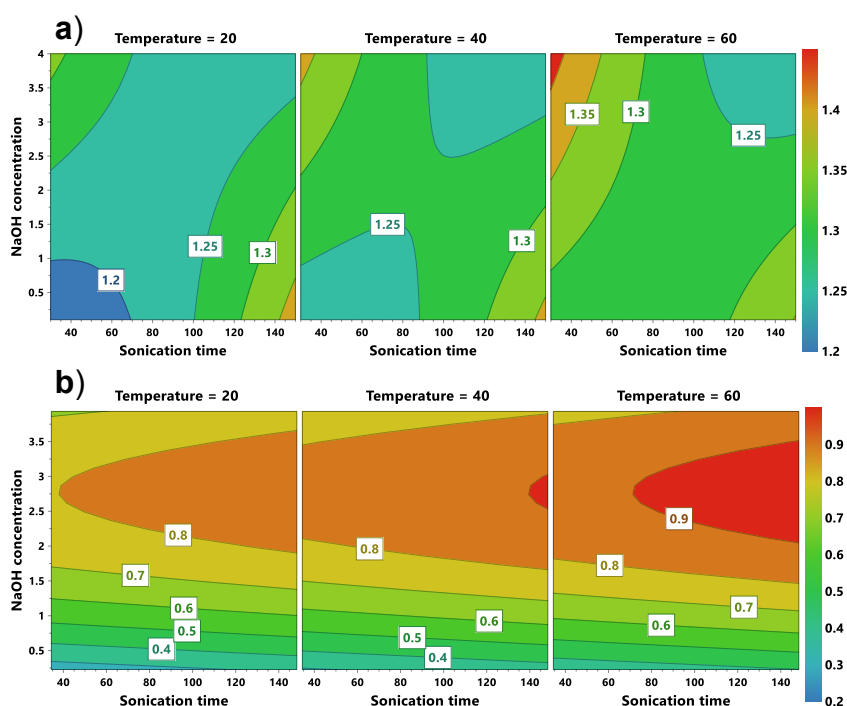 a)
Temperature = 20 Temperature = 40 Temperature = 60
NaOH concentration
4
3.5
3
2.5
2
1.5
1
0.5
1.2 1.25 1.3
1.25 1.3
1.35 1.3 1.25
1.4
1.35
1.3
1.25
1.2
40 60 80 100 120 140 40 60 80 100 120 140 40 60 80 100 120 140
Sonication time Sonication time Sonication time
b)
Temperature = 20 Temperature = 40 Temperature = 60
NaOH concentration
3.5
3
2.5
2
1.5
1
0.5
0.8 0.7 0.6 0.5 0.4
0.8 0.6 0.5 0.4
0.9 0.8 0.7 0.6
0.9
0.8
0.7
0.6
0.5
0.4
0.3
0.2
40 60 80 100 120 140 40 60 80 100 120 140 40 60 80 100 120 140
Sonication time Sonication time Sonication time